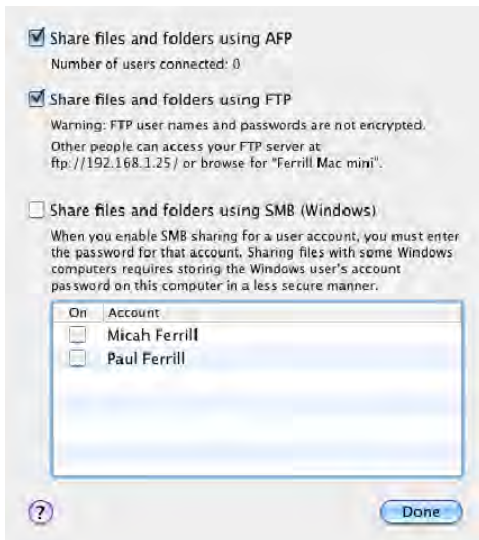 Share files and folders using AFP
Number of users connected: 0
Share files and folders using FTP
Warning: FTP user names and passwords are not encrypted.
Other people can access your FTP server at
ftp://192.168.1.25/ or browse for "Ferrill Mac mini".
Share files and folders using SMB (Windows)
When you enable SMB sharing for a user account, you must enter
the password for that account. Sharing files with some Windows
computers requires storing the Windows user's account
password on this computer in a less secure manner.
On Account
Micah Ferrill
Paul Ferrill
?
Done